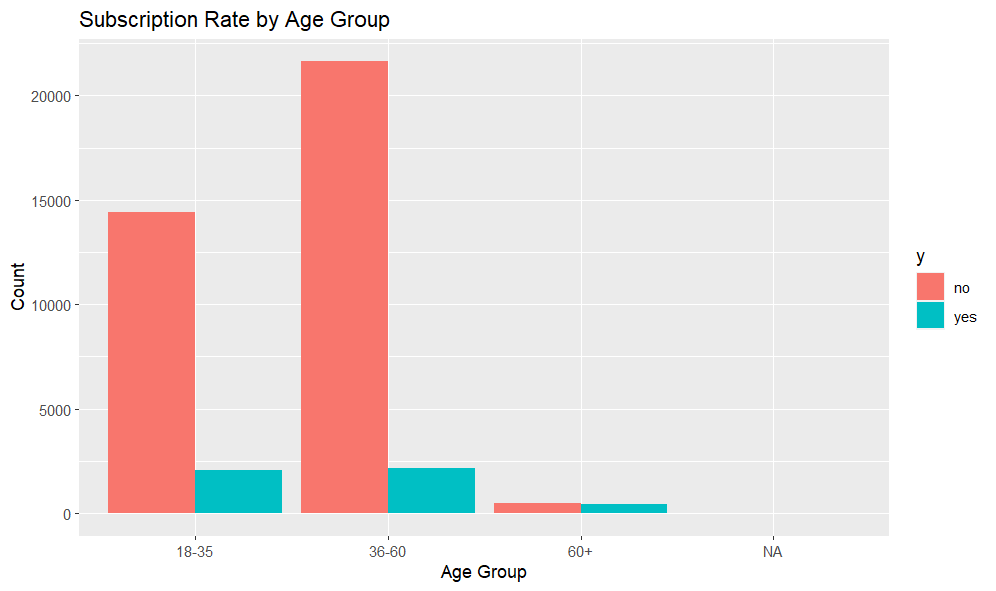 Subscription Rate by Age Group
Count
20000
15000
10000
5000
0
18-35
36-60
60+
NA
Age Group
y
no
yes